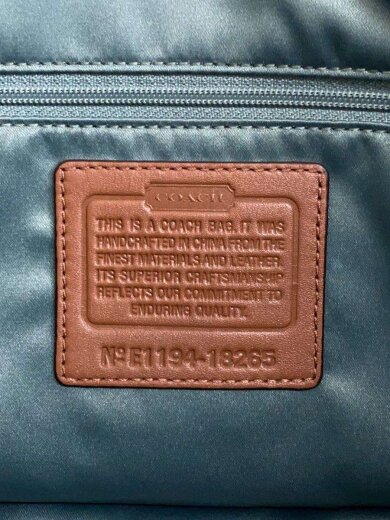 COACH
THIS IS A COACH BAG. IT WAS
HANDCRAFTED IN CHINA FROM THE
FINEST MATERIALS AND LEATHER.
ITS SUPERIOR CRAFTSMANSHIP
REFLECTS OUR COMMITMENT TO
ENDURING QUALITY.
Nº E1194-18265